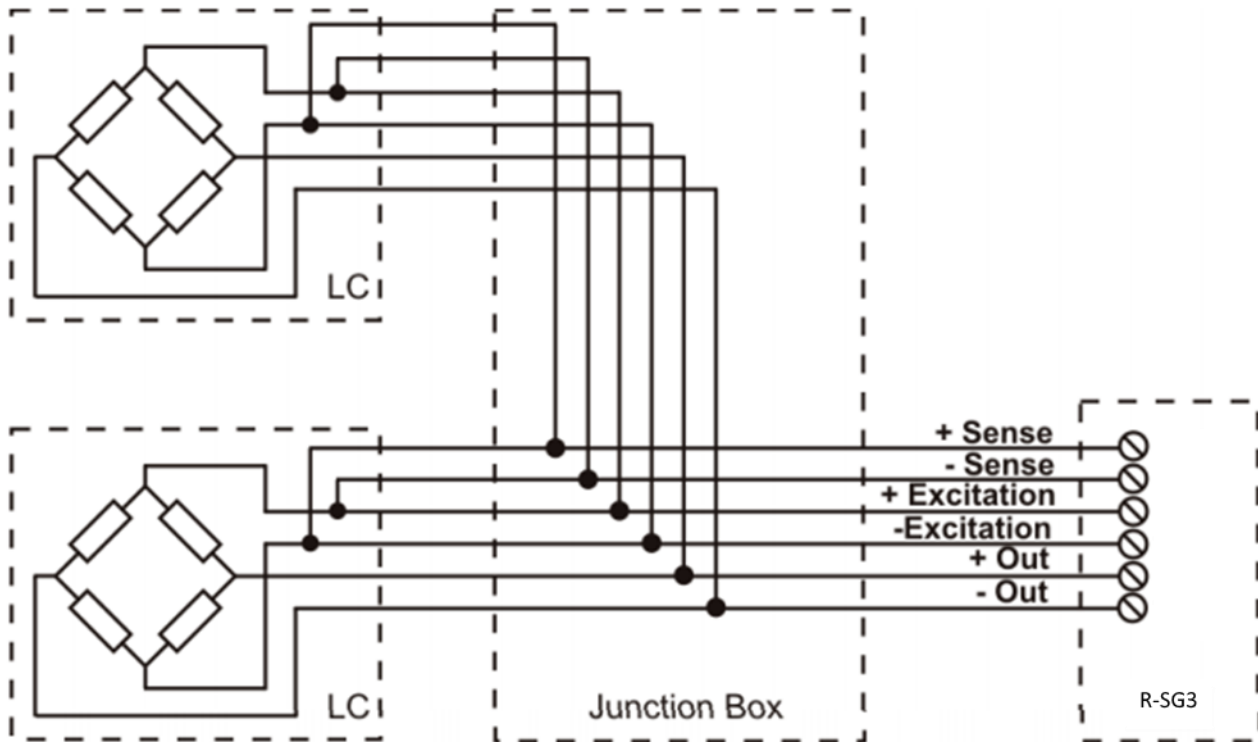 LC
+ Sense
- Sense
+ Excitation
-Excitation
+ Out
- Out
LC
Junction Box
R-SG3